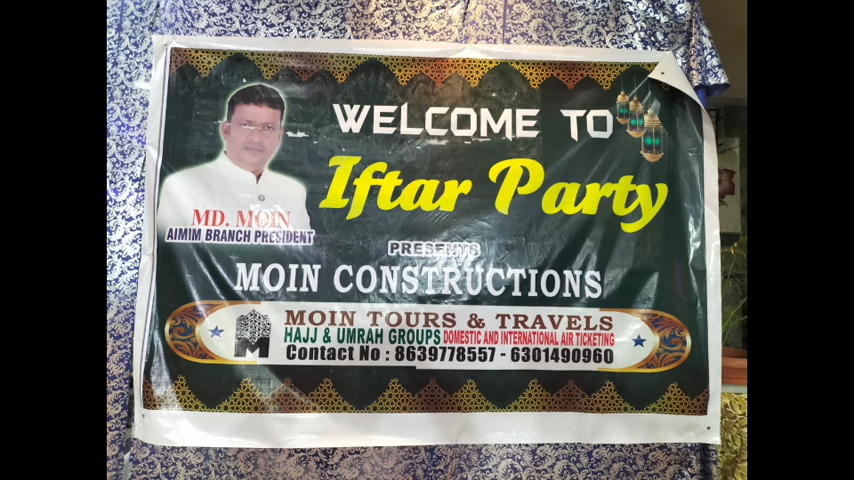 WELCOME TO
Iftar Party
MD. MOIN
AIMIM BRANCH PRESIDENT
PRESENTS
MOIN CONSTRUCTIONS
MOIN TOURS & TRAVELS
HAJJ & UMRAH GROUPS DOMESTIC AND INTERNATIONAL AIR TICKETING
Contact No : 8639778557 - 6301490960
M